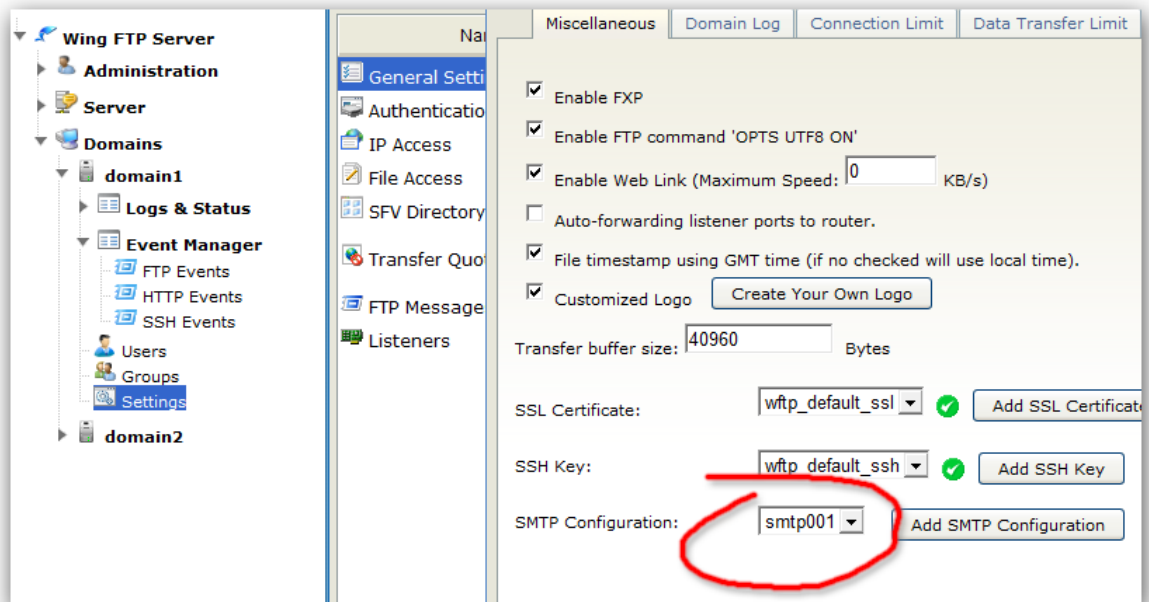 Wing FTP Server
Administration
Server
Domains
domain1
Logs & Status
Event Manager
FTP Events
HTTP Events
SSH Events
Users
Groups
Settings
domain2
General
Authenticatio
IP Access
File Access
SFV Directory
Transfer Quo
FTP Message
Listeners
Miscellaneous
Domain Log
Connection Limit
Data Transfer Limit
Enable FXP
Enable FTP command 'OPTS UTF8 ON'
Enable Web Link (Maximum Speed: 0 KB/s)
Auto-forwarding listener ports to router.
File timestamp using GMT time (if no checked will use local time).
Customized Logo Create Your Own Logo
Transfer buffer size: 40960 Bytes
SSL Certificate: wftp_default_ssl Add SSL Certificate
SSH Key: wftp_default_ssh Add SSH Key
SMTP Configuration: smtp001 Add SMTP Configuration